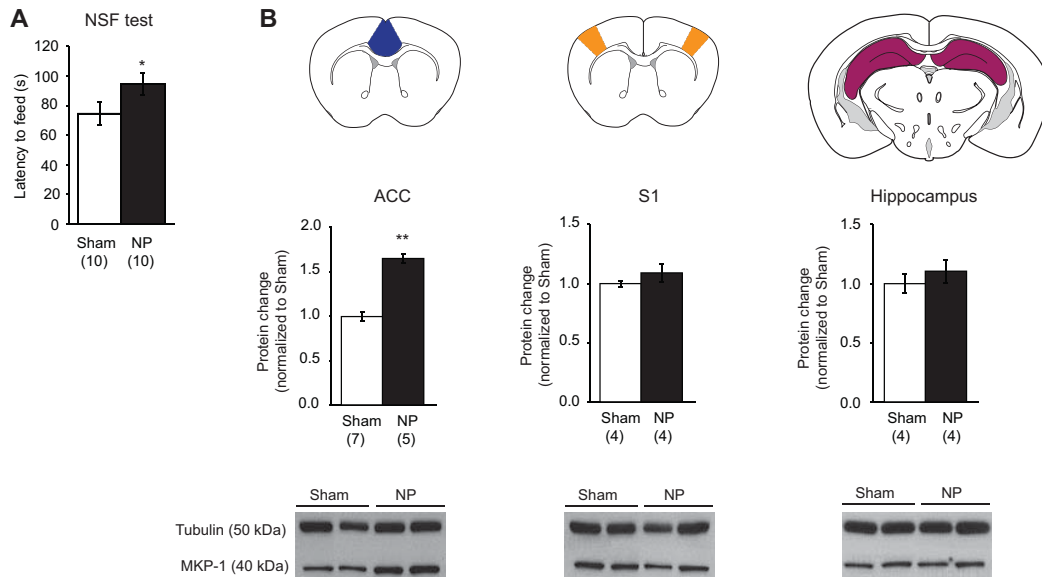 A
NSF test
Latency to feed (s)
120
100
80
60
40
20
0
*
Sham
(10)
NP
(10)
B
ACC
Protein change
(normalized to Sham)
2.0
1.5
1.0
0.5
0.0
**
Sham
(7)
NP
(5)
S1
Protein change
(normalized to Sham)
1.5
1.0
0.5
0.0
Sham
(4)
NP
(4)
Hippocampus
Protein change
(normalized to Sham)
1.5
1.0
0.5
0.0
Sham
(4)
NP
(4)
Sham NP
Sham NP
Sham NP
Tubulin (50 kDa)
MKP-1 (40 kDa)